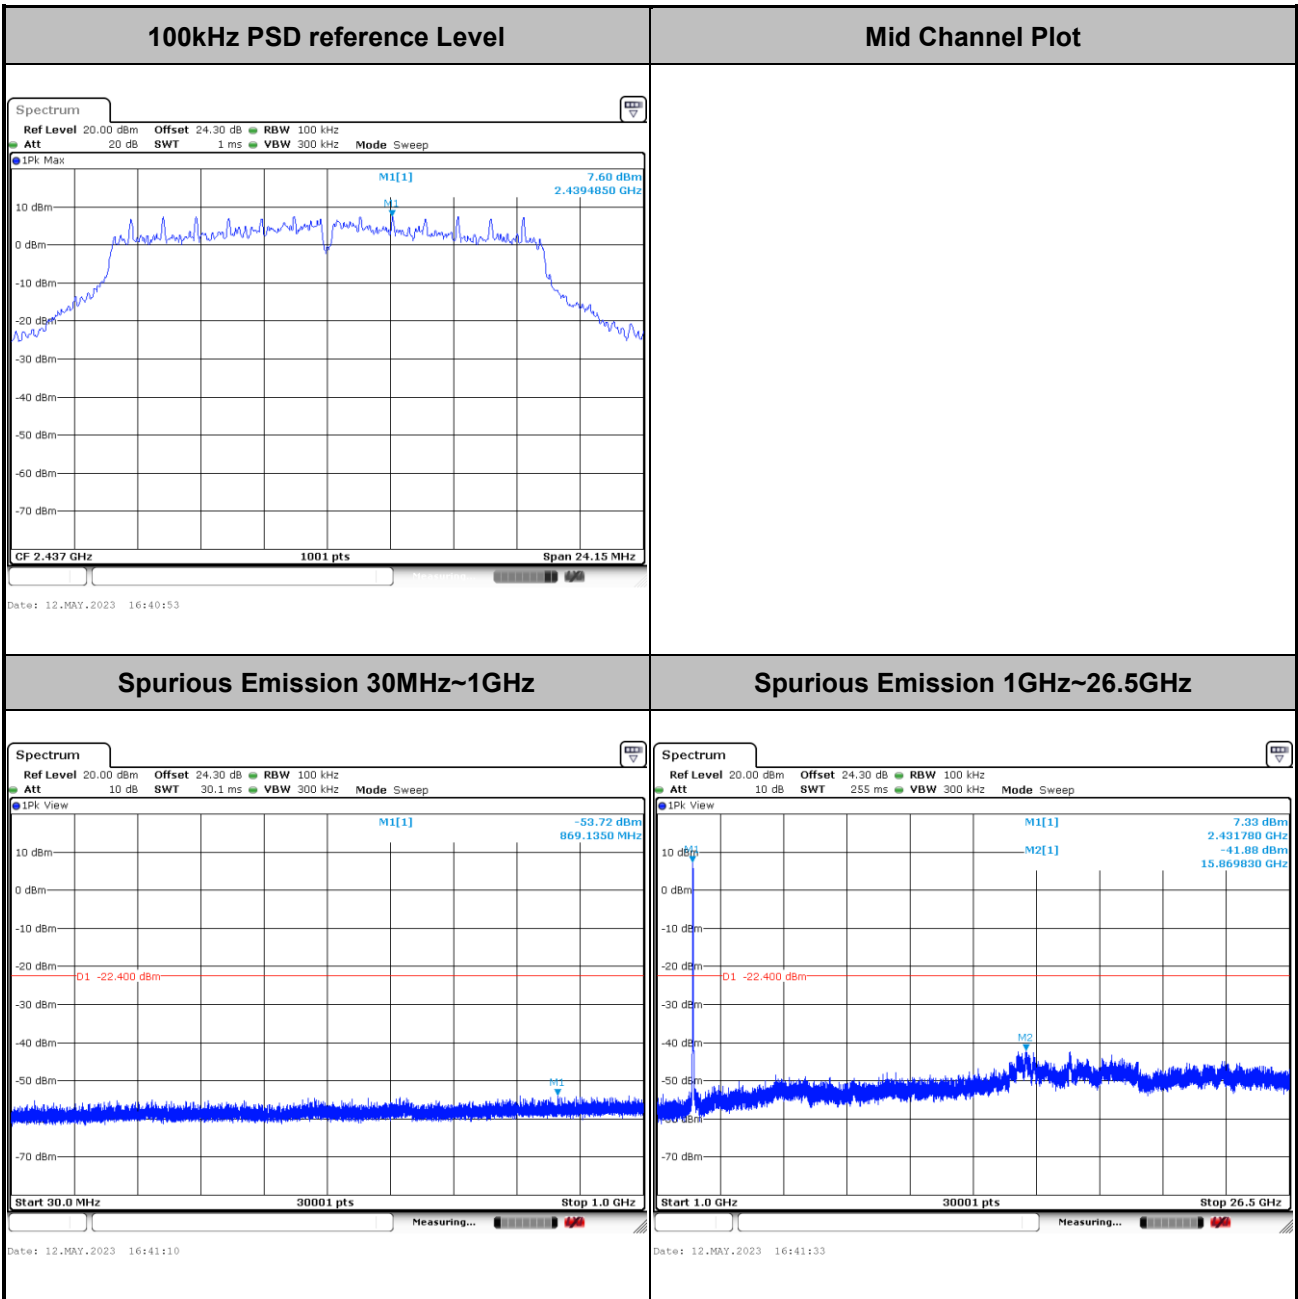 100kHz PSD reference Level
Mid Channel Plot
Spectrum
Ref Level 20.00 dBm Offset 24.30 dB RBW 100 kHz
Att 20 dB SWT 1 ms VBW 300 kHz Mode Sweep
1Pk Max
M1[1] 7.60 dBm
2.4394850 GHz
M1
10 dBm
0 dBm
-10 dBm
-20 dBm
-30 dBm
-40 dBm
-50 dBm
-60 dBm
-70 dBm
CF 2.437 GHz 1001 pts Span 24.15 MHz
Measuring...
Date: 12.MAY.2023 16:40:53
Spurious Emission 30MHz~1GHz
Spurious Emission 1GHz~26.5GHz
Spectrum
Ref Level 20.00 dBm Offset 24.30 dB RBW 100 kHz
Att 10 dB SWT 30.1 ms VBW 300 kHz Mode Sweep
1Pk View
M1[1] -53.72 dBm
869.1350 MHz
10 dBm
0 dBm
-10 dBm
-20 dBm
D1 -22.400 dBm
-30 dBm
-40 dBm
-50 dBm
M1
-60 dBm
-70 dBm
Start 30.0 MHz 30001 pts Stop 1.0 GHz
Measuring...
Date: 12.MAY.2023 16:41:10
Spectrum
Ref Level 20.00 dBm Offset 24.30 dB RBW 100 kHz
Att 10 dB SWT 255 ms VBW 300 kHz Mode Sweep
1Pk View
M1[1] 7.33 dBm
2.431780 GHz
M2[1] -41.88 dBm
15.869830 GHz
10 dBm
M1
0 dBm
-10 dBm
-20 dBm
D1 -22.400 dBm
-30 dBm
-40 dBm
M2
-50 dBm
-60 dBm
-70 dBm
Start 1.0 GHz 30001 pts Stop 26.5 GHz
Measuring...
Date: 12.MAY.2023 16:41:33